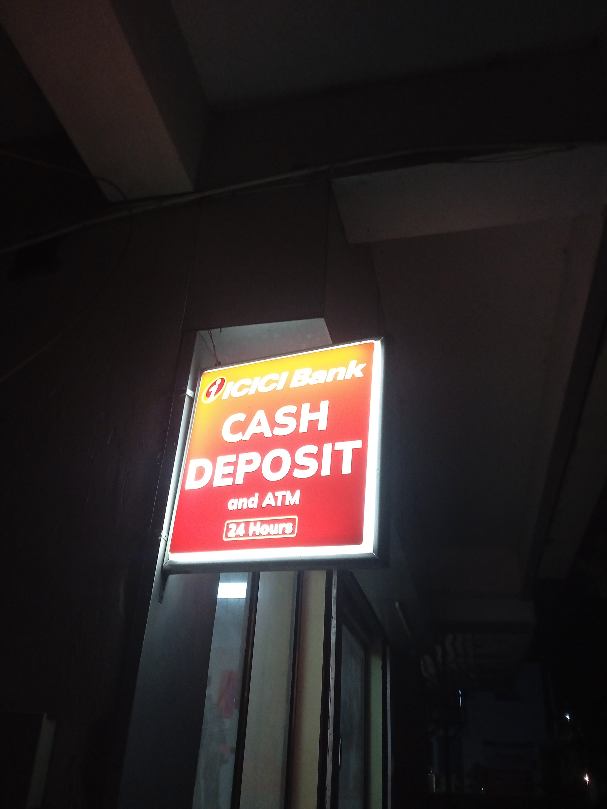 ICICI Bank
CASH
DEPOSIT
and ATM
24 Hours